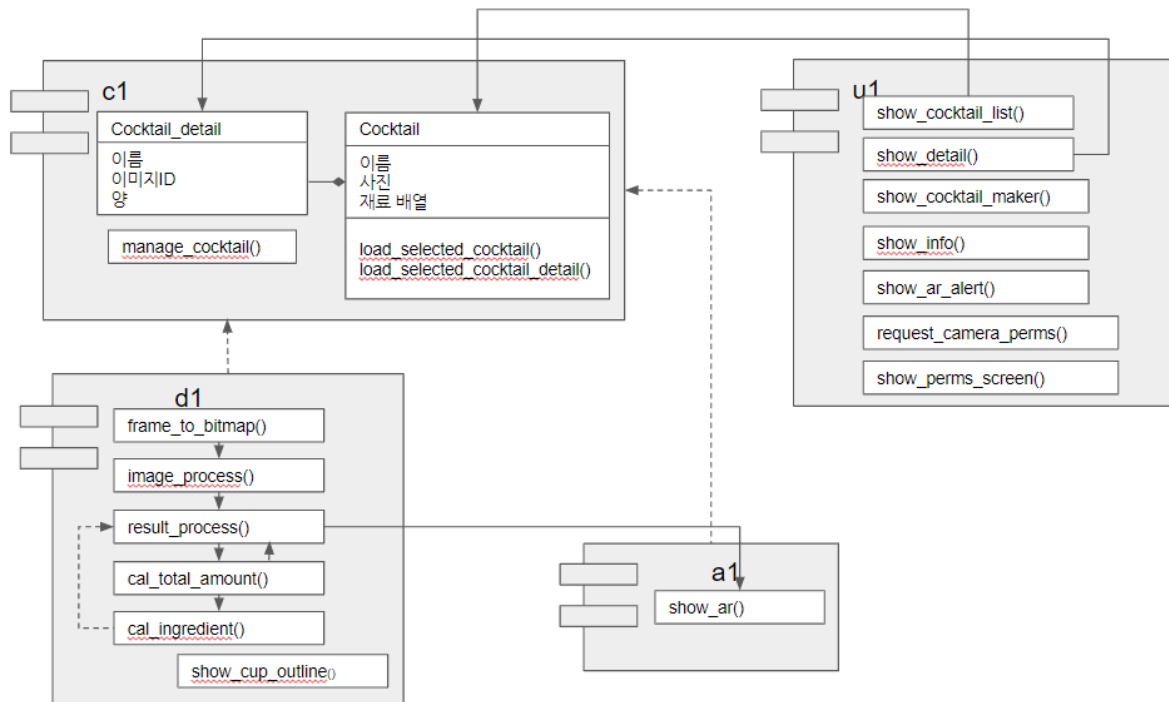 c1
Cocktail_detail
이름
이미지ID
양
manage_cocktail()
Cocktail
이름
사진
재료 배열
load_selected_cocktail()
load_selected_cocktail_detail()
u1
show_cocktail_list()
show_detail()
show_cocktail_maker()
show_info()
show_ar_alert()
request_camera_perms()
show_perms_screen()
d1
frame_to_bitmap()
image_process()
result_process()
cal_total_amount()
cal_ingredient()
show_cup_outline()
a1
show_ar()